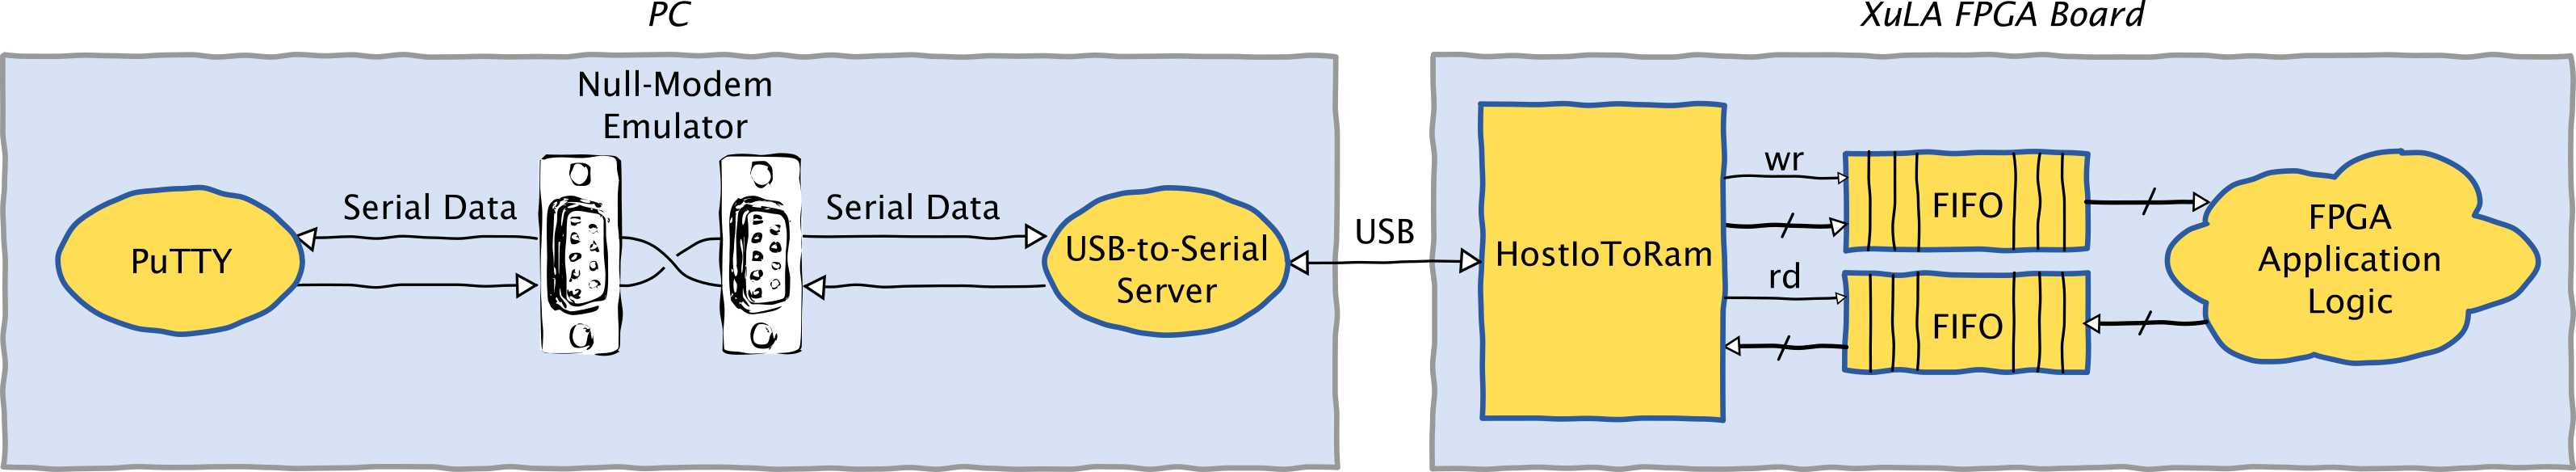 PC
XuLA FPGA Board
Null-Modem
Emulator
Serial Data
Serial Data
PuTTY
USB-to-Serial
Server
USB
HostIoToRam
wr
rd
FIFO
FIFO
FPGA
Application
Logic